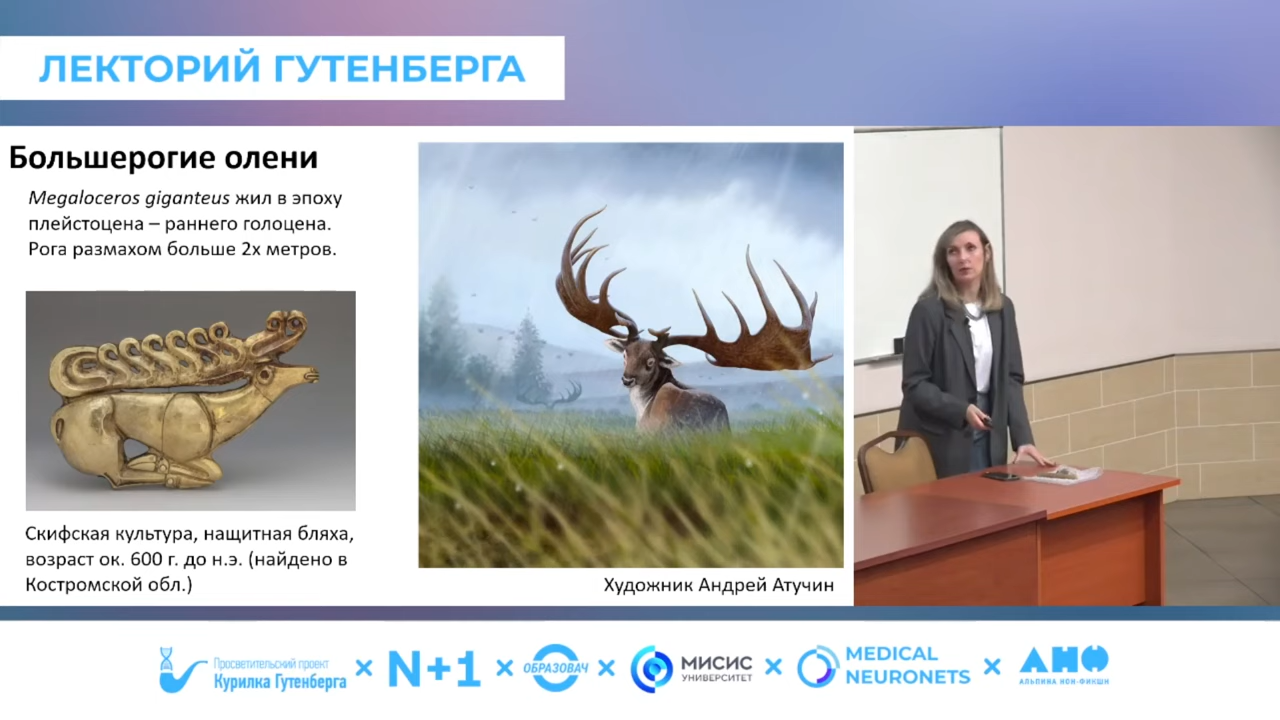 ЛЕКТОРИЙ ГУТЕНБЕРГА
Большерогие олени
Megaloceros giganteus жил в эпоху
плейстоцена – раннего голоцена.
Рога размахом больше 2х метров.
Скифская культура, нащитная бляха,
возраст ок. 600 г. до н.э. (найдено в
Костромской обл.)
Художник Андрей Атучин
Просветительский проект
Курилка Гутенберга
× N+1 × ОБРАЗОВАЧ ×
МИСИС
УНИВЕРСИТЕТ
×
MEDICAL
NEURONETS
×
АНФ
АЛЬПИНА НОН-ФИКШН